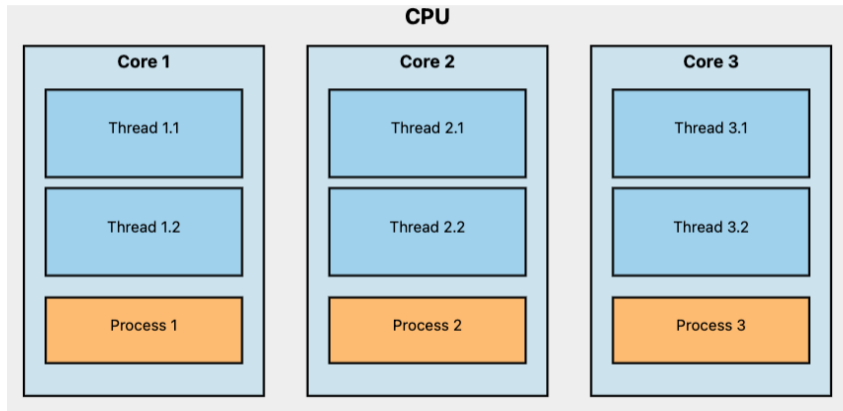 CPU
Core 1
Thread 1.1
Thread 1.2
Process 1
Core 2
Thread 2.1
Thread 2.2
Process 2
Core 3
Thread 3.1
Thread 3.2
Process 3